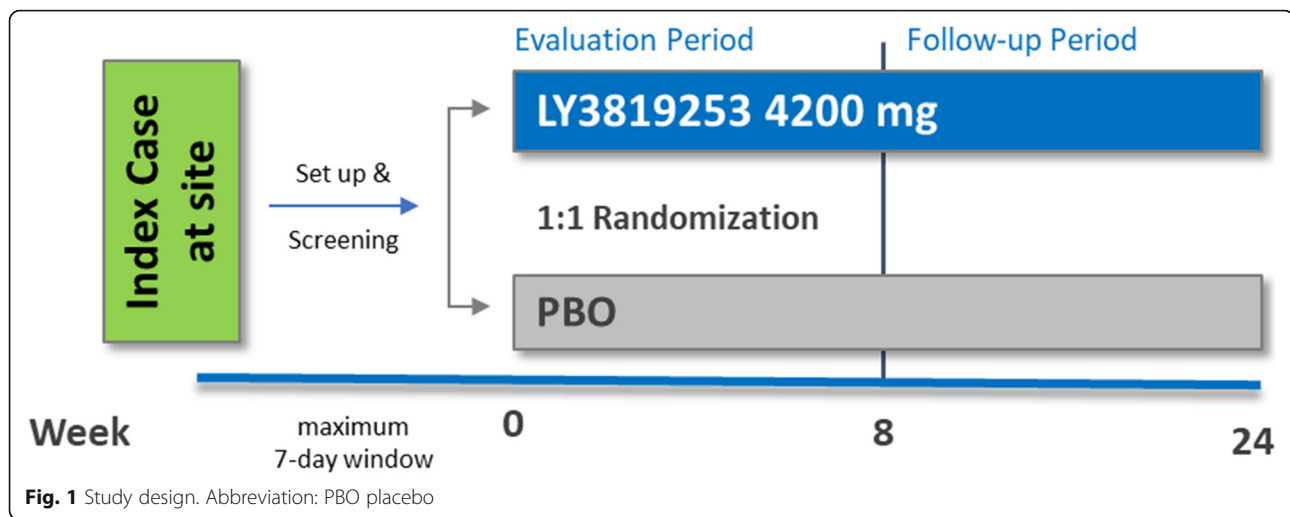 Evaluation Period
Follow-up Period
Index Case
at site
Set up &
Screening
LY3819253 4200 mg
1:1 Randomization
PBO
Week
maximum
7-day window
0
8
24
Fig. 1 Study design. Abbreviation: PBO placebo